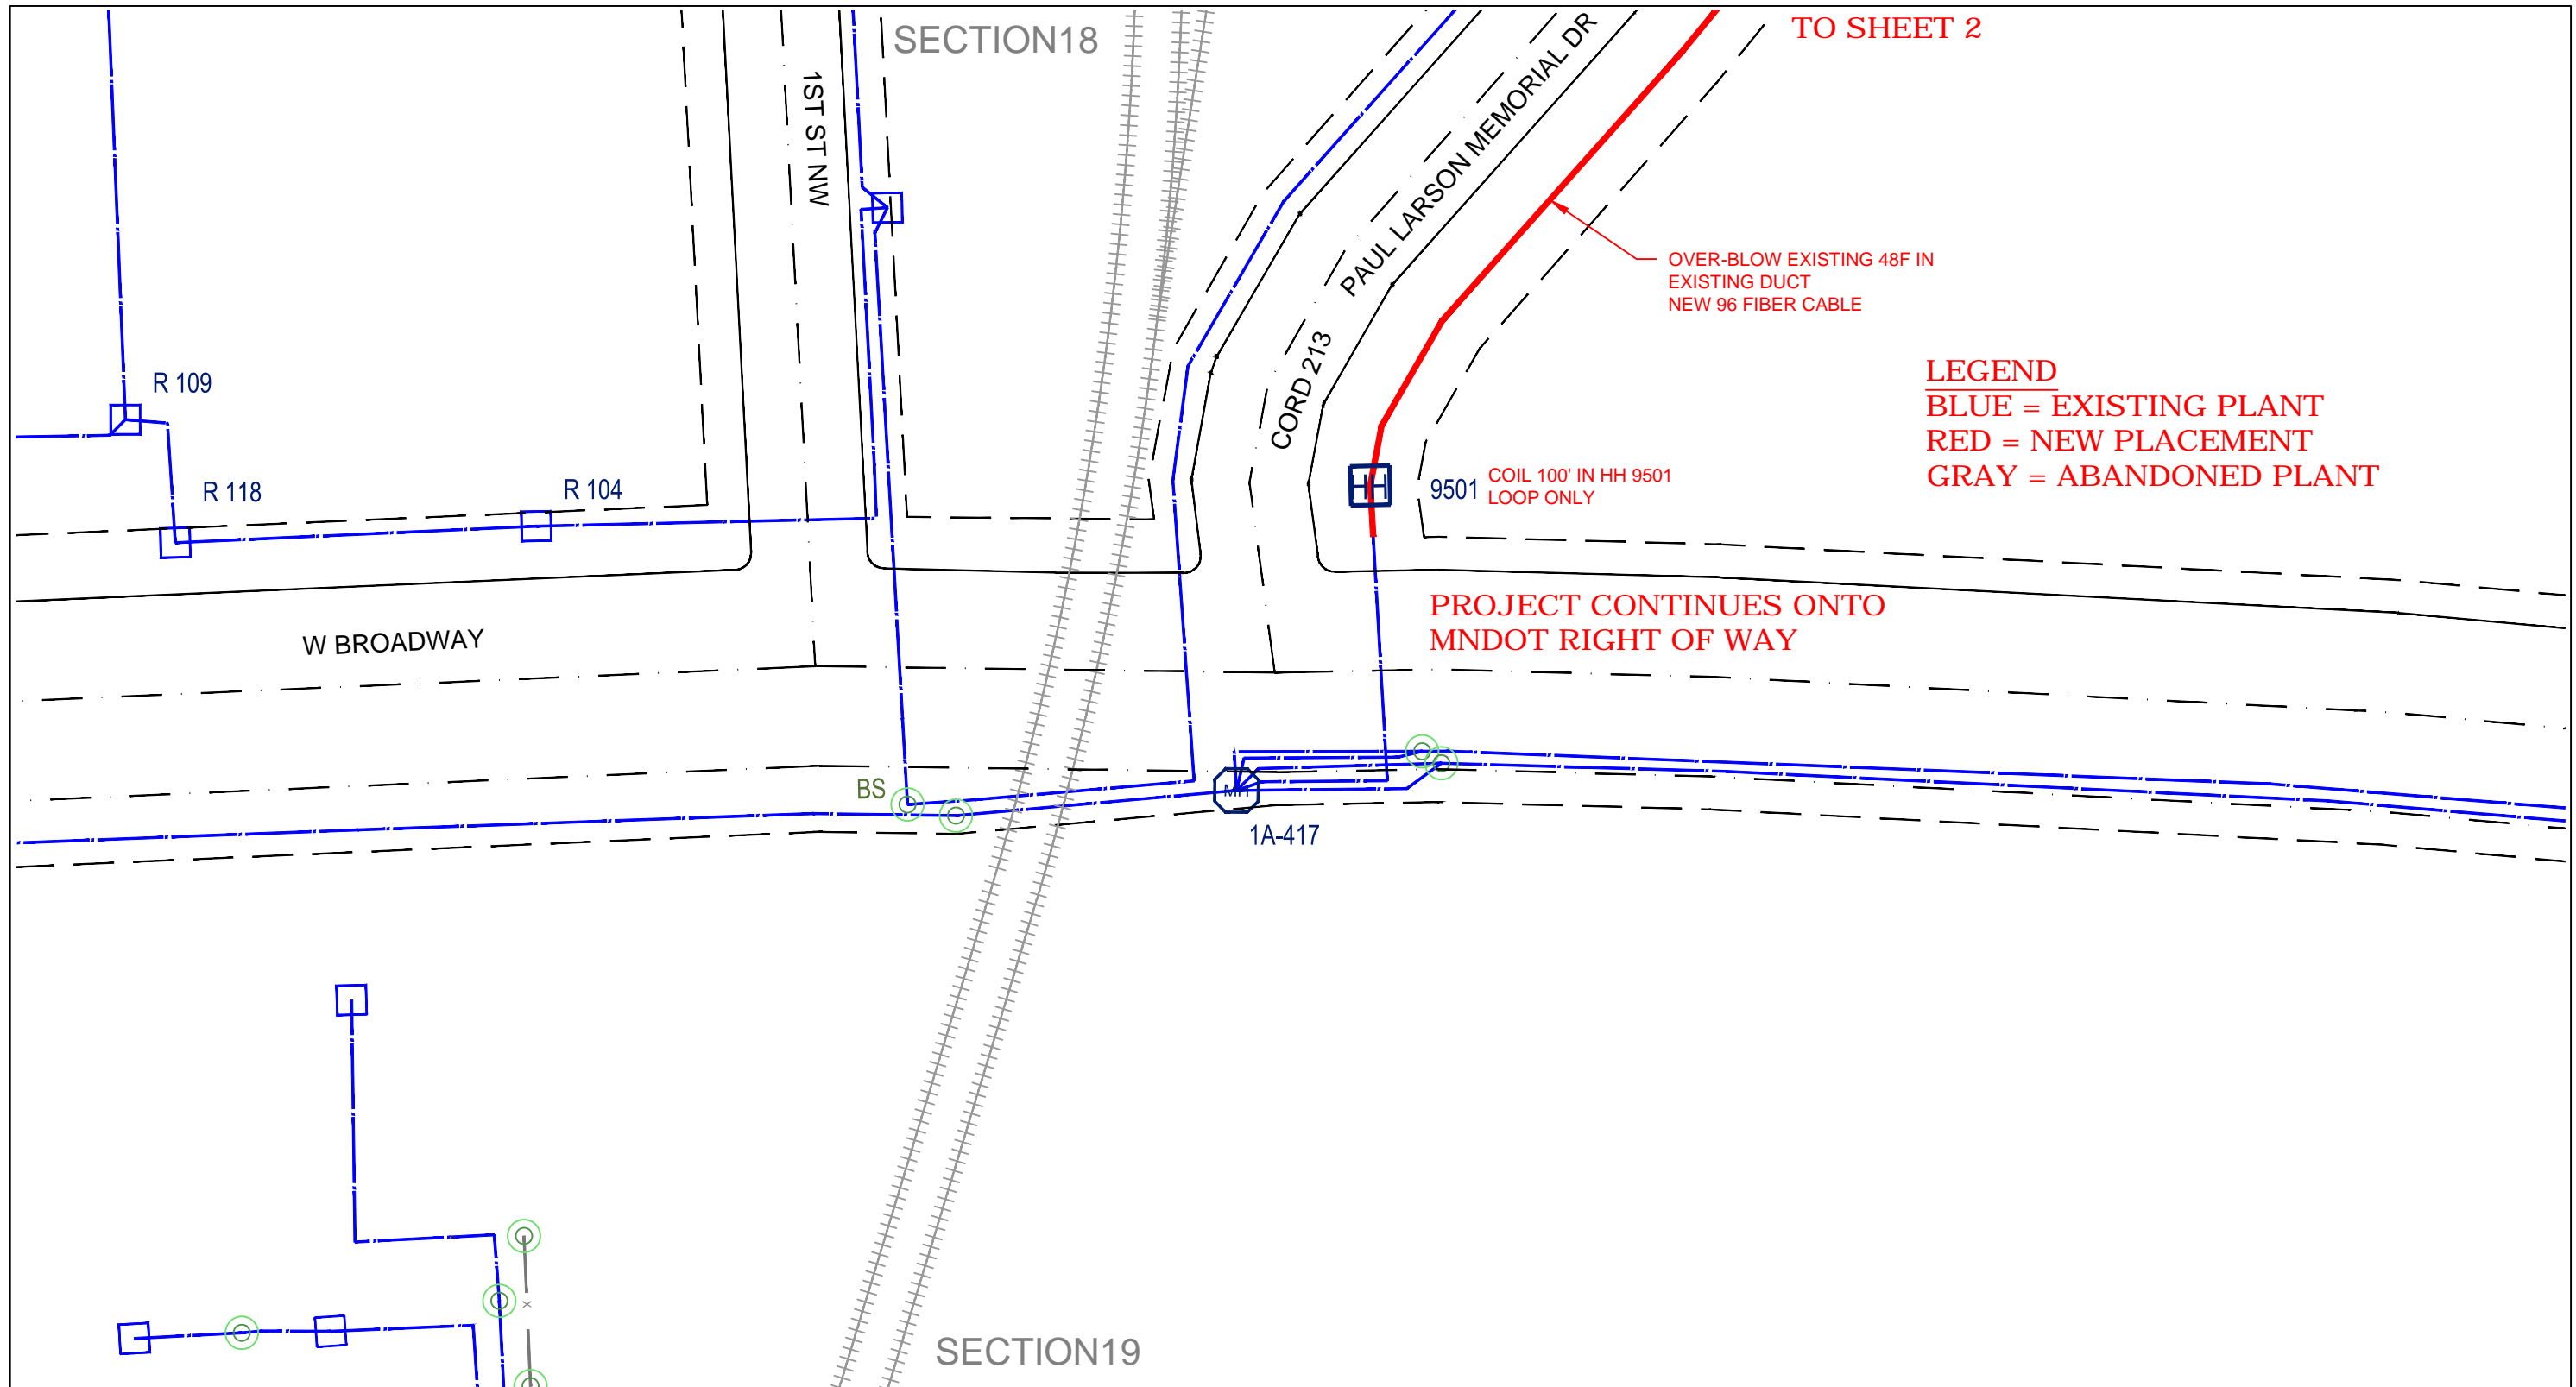 SECTION18
TO SHEET 2
1ST ST NW
PAUL LARSON MEMORIAL DR
CORD 213
OVER-BLOW EXISTING 48F IN
EXISTING DUCT
NEW 96 FIBER CABLE
LEGEND
BLUE = EXISTING PLANT
RED = NEW PLACEMENT
GRAY = ABANDONED PLANT
R 109
R 118
R 104
HH
9501
COIL 100' IN HH 9501
LOOP ONLY
PROJECT CONTINUES ONTO
MNDOT RIGHT OF WAY
W BROADWAY
BS
MH
1A-417
SECTION19